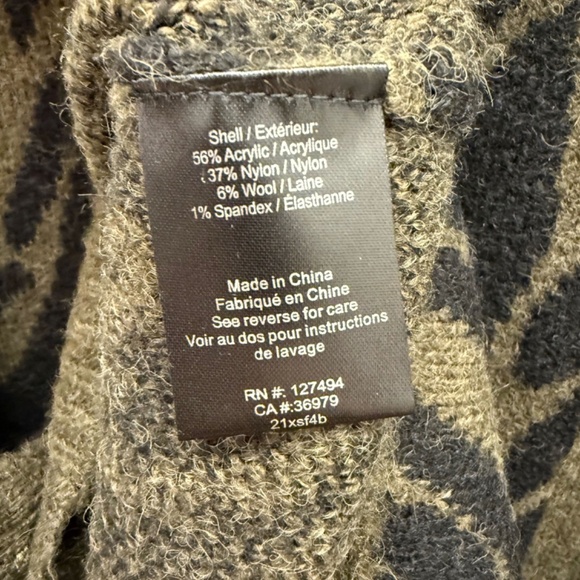 Shell / Extérieur:
56% Acrylic / Acrylique
37% Nylon / Nylon
6% Wool / Laine
1% Spandex / Élasthanne
Made in China
Fabriqué en Chine
See reverse for care
Voir au dos pour instructions
de lavage
RN #: 127494
CA #:36979
21xsf4b